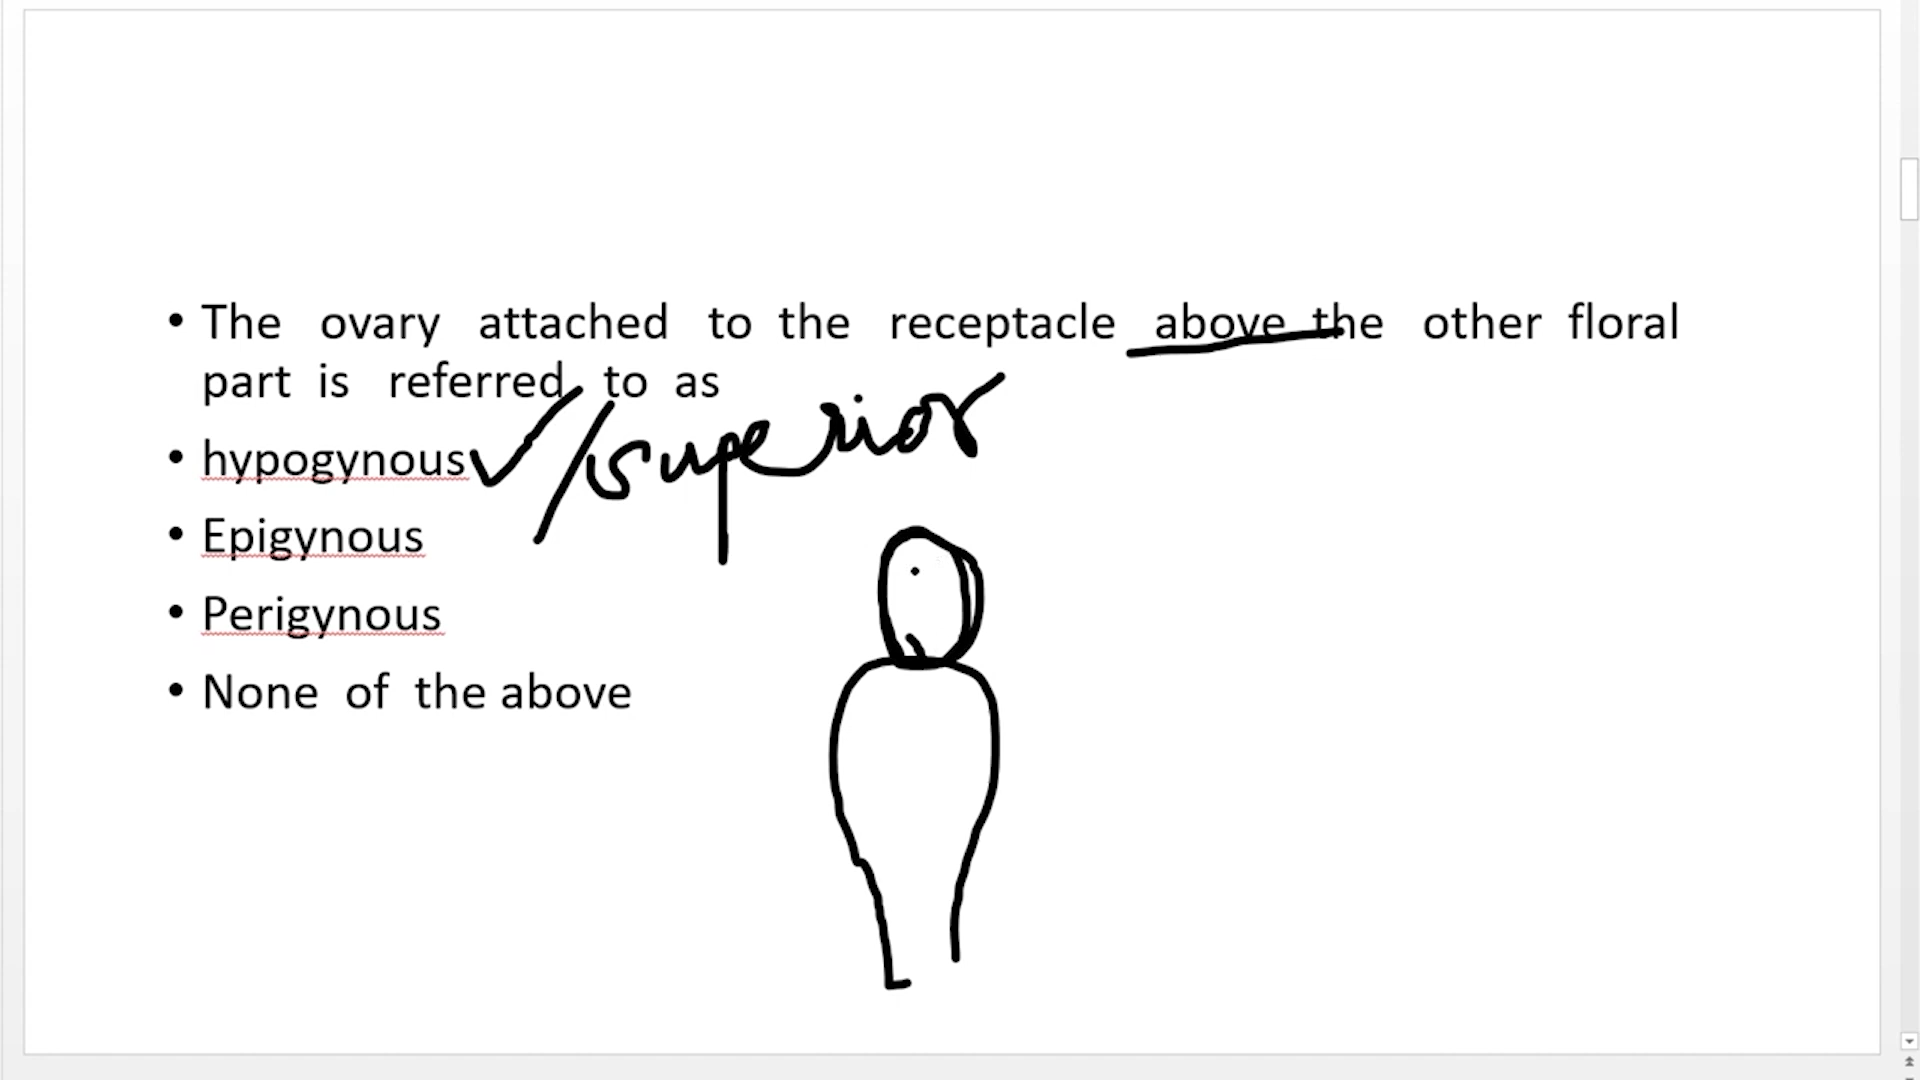 • The ovary attached to the receptacle above the other floral
part is referred to as
• hypogynous ✓/superior
• Epigynous
• Perigynous
• None of the above